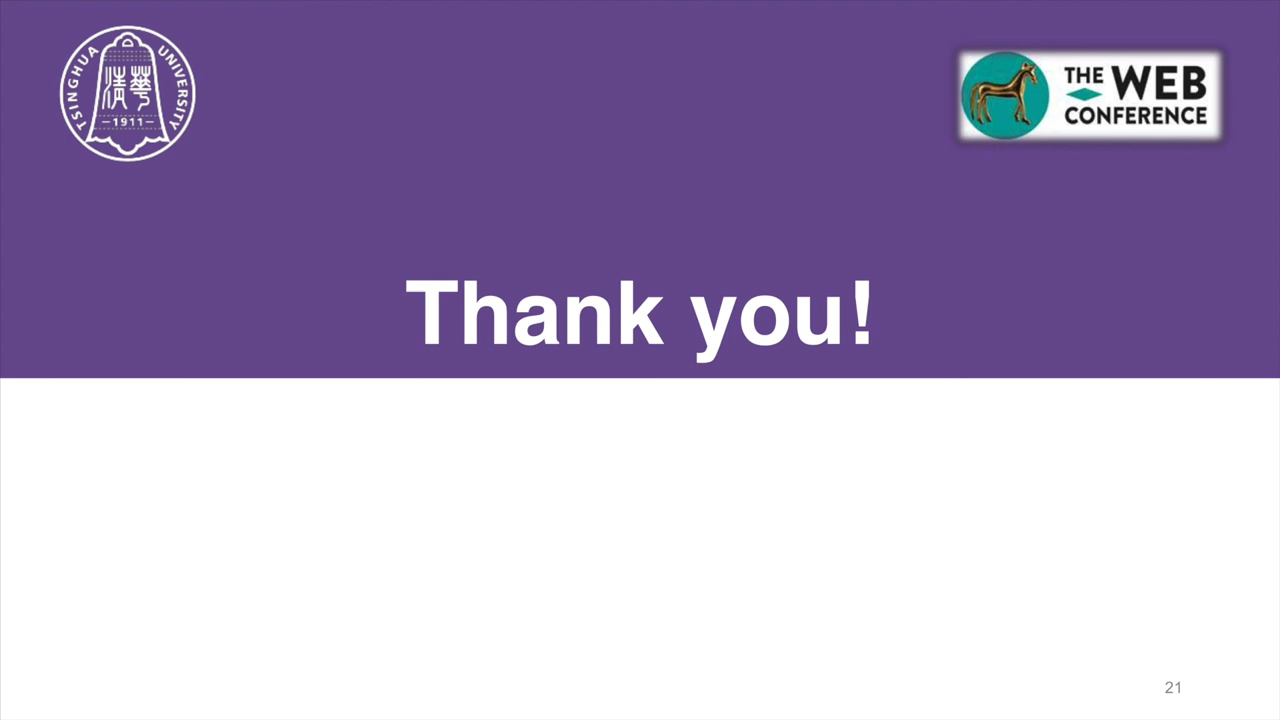 TSINGHUA UNIVERSITY
清華
1911
THE WEB
CONFERENCE
Thank you!
21